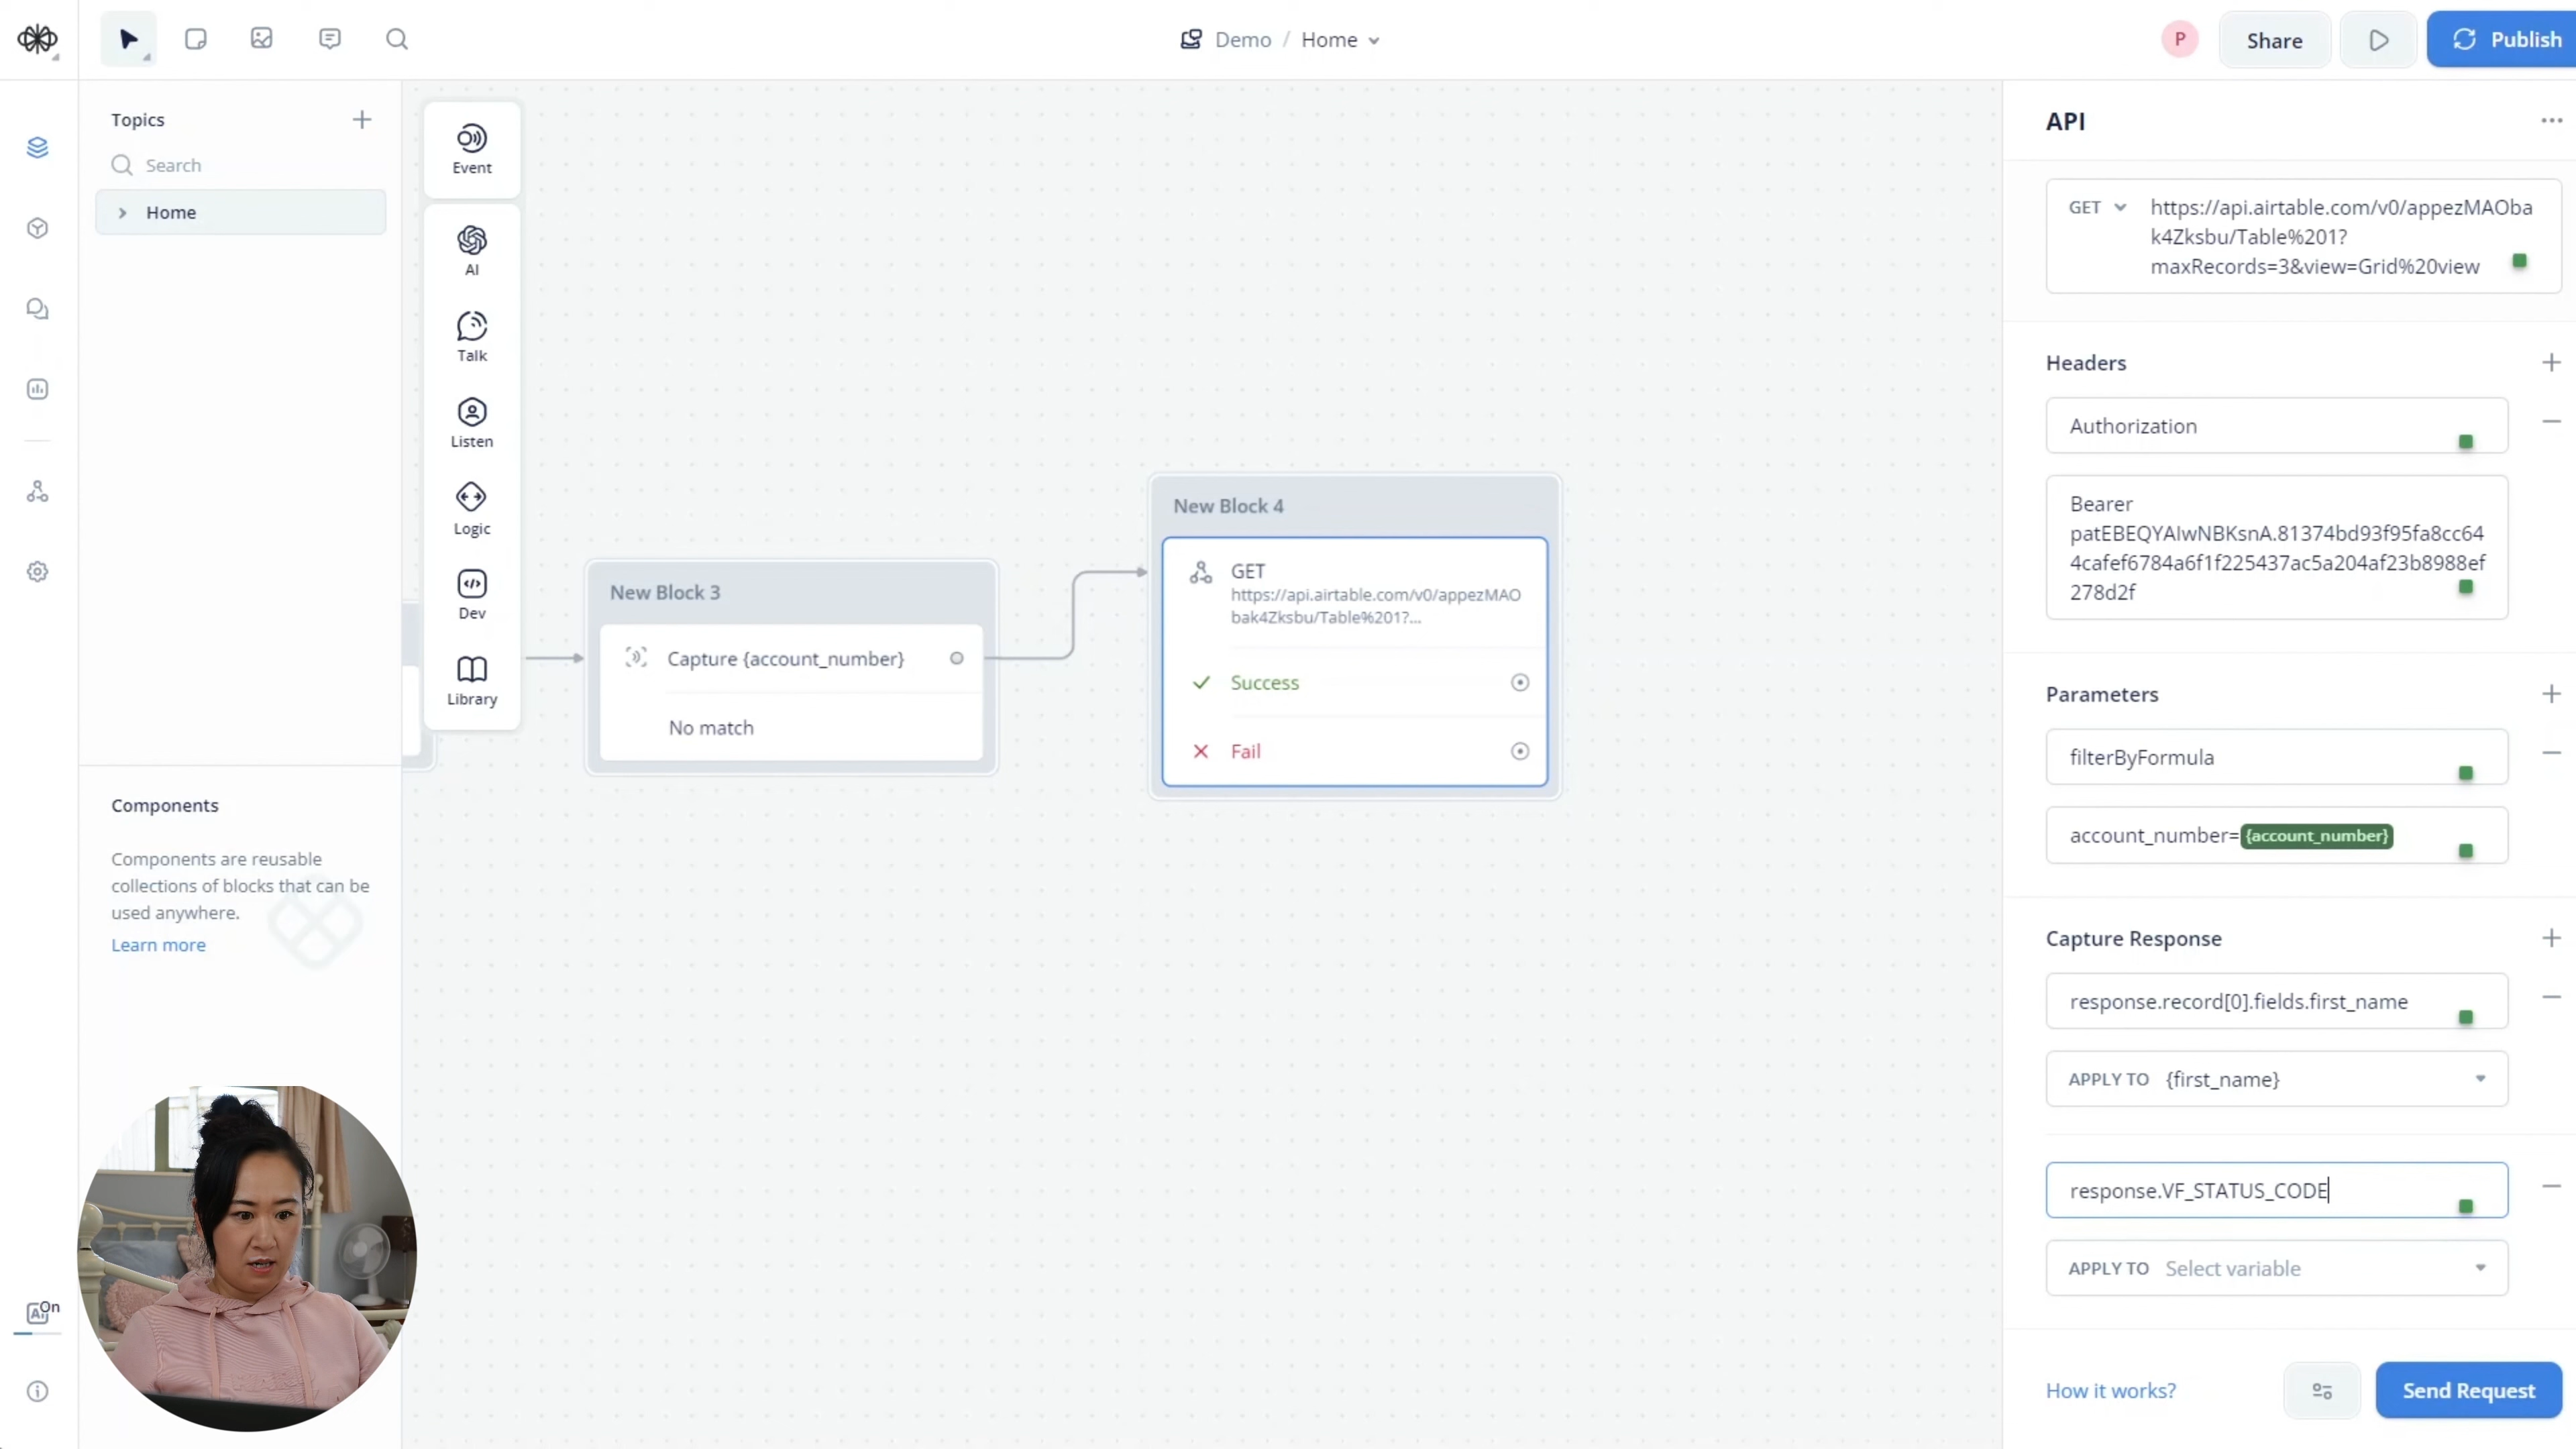 Demo / Home
P
Share
Publish
Topics
Search
Home
Event
AI
Talk
Listen
Logic
Dev
Library
Components
Components are reusable
collections of blocks that can be
used anywhere.
Learn more
On
AI
New Block 3
Capture {account_number}
No match
New Block 4
GET
https://api.airtable.com/v0/appezMAO
bak4Zksbu/Table%201?...
Success
Fail
API
GET
https://api.airtable.com/v0/appezMAOba
k4Zksbu/Table%201?
maxRecords=3&view=Grid%20view
Headers
Authorization
Bearer
patEBEQYAIwNBKsnA.81374bd93f95fa8cc64
4cafef6784a6f1f225437ac5a204af23b8988ef
278d2f
Parameters
filterByFormula
account_number={account_number}
Capture Response
response.record[0].fields.first_name
APPLY TO {first_name}
response.VF_STATUS_CODE
APPLY TO Select variable
How it works?
Send Request